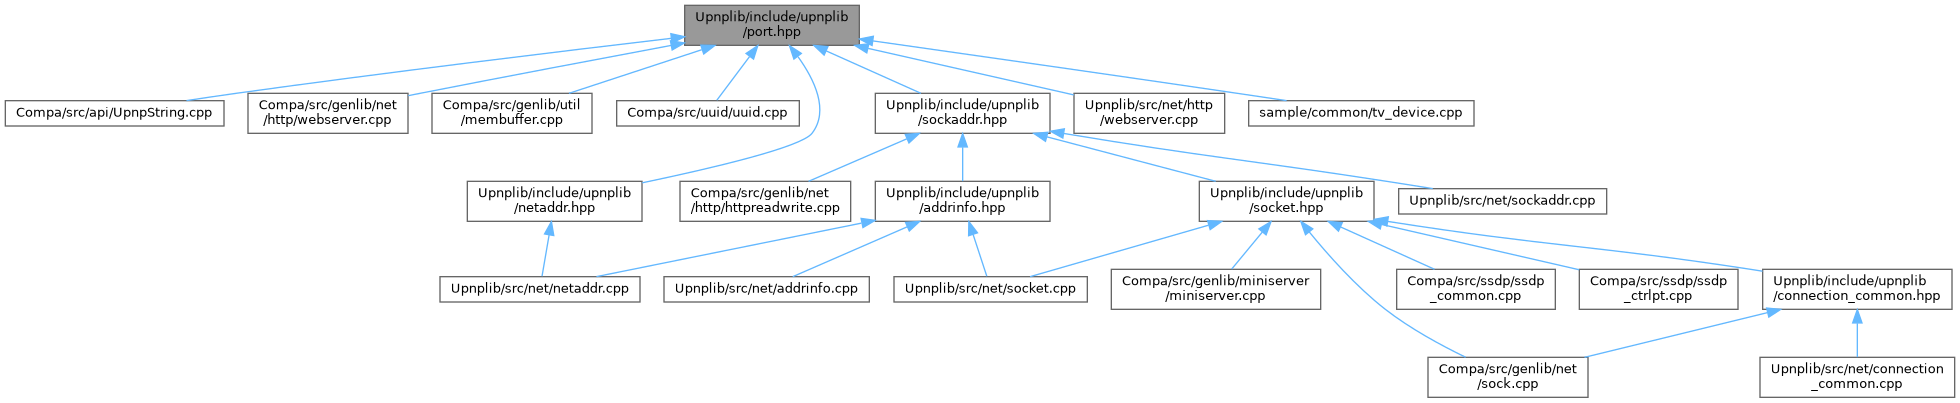 Upnplib/include/upnplib
/port.hpp
Compa/src/api/UpnpString.cpp
Compa/src/genlib/net
/http/webserver.cpp
Compa/src/genlib/util
/membuffer.cpp
Compa/src/uuid/uuid.cpp
Upnplib/include/upnplib
/sockaddr.hpp
Upnplib/src/net/http
/webserver.cpp
sample/common/tv_device.cpp
Upnplib/include/upnplib
/netaddr.hpp
Compa/src/genlib/net
/http/httpreadwrite.cpp
Upnplib/include/upnplib
/addrinfo.hpp
Upnplib/include/upnplib
/socket.hpp
Upnplib/src/net/sockaddr.cpp
Upnplib/src/net/netaddr.cpp
Upnplib/src/net/addrinfo.cpp
Upnplib/src/net/socket.cpp
Compa/src/genlib/miniserver
/miniserver.cpp
Compa/src/ssdp/ssdp
_common.cpp
Compa/src/ssdp/ssdp
_ctrlpt.cpp
Upnplib/include/upnplib
/connection_common.hpp
Compa/src/genlib/net
/sock.cpp
Upnplib/src/net/connection
_common.cpp